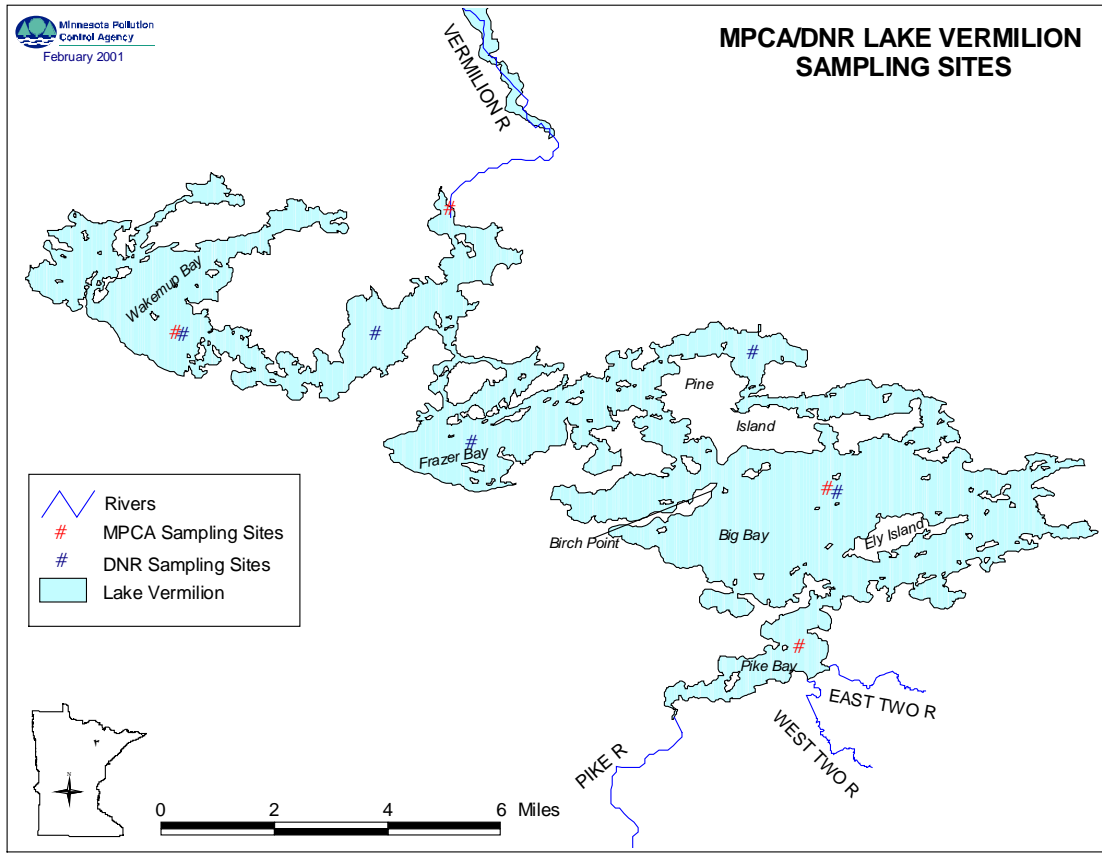 Minnesota Pollution
Control Agency
February 2001
MPCA/DNR LAKE VERMILION
SAMPLING SITES
VERMILION R
#
Wakemup Bay
##
#
#
Pine
Island
#
Frazer Bay
##
Birch Point
Big Bay
Ely Island
#
Pike Bay
EAST TWO R
WEST TWO R
PIKE R
Rivers
# MPCA Sampling Sites
# DNR Sampling Sites
Lake Vermilion
N
0 2 4 6 Miles